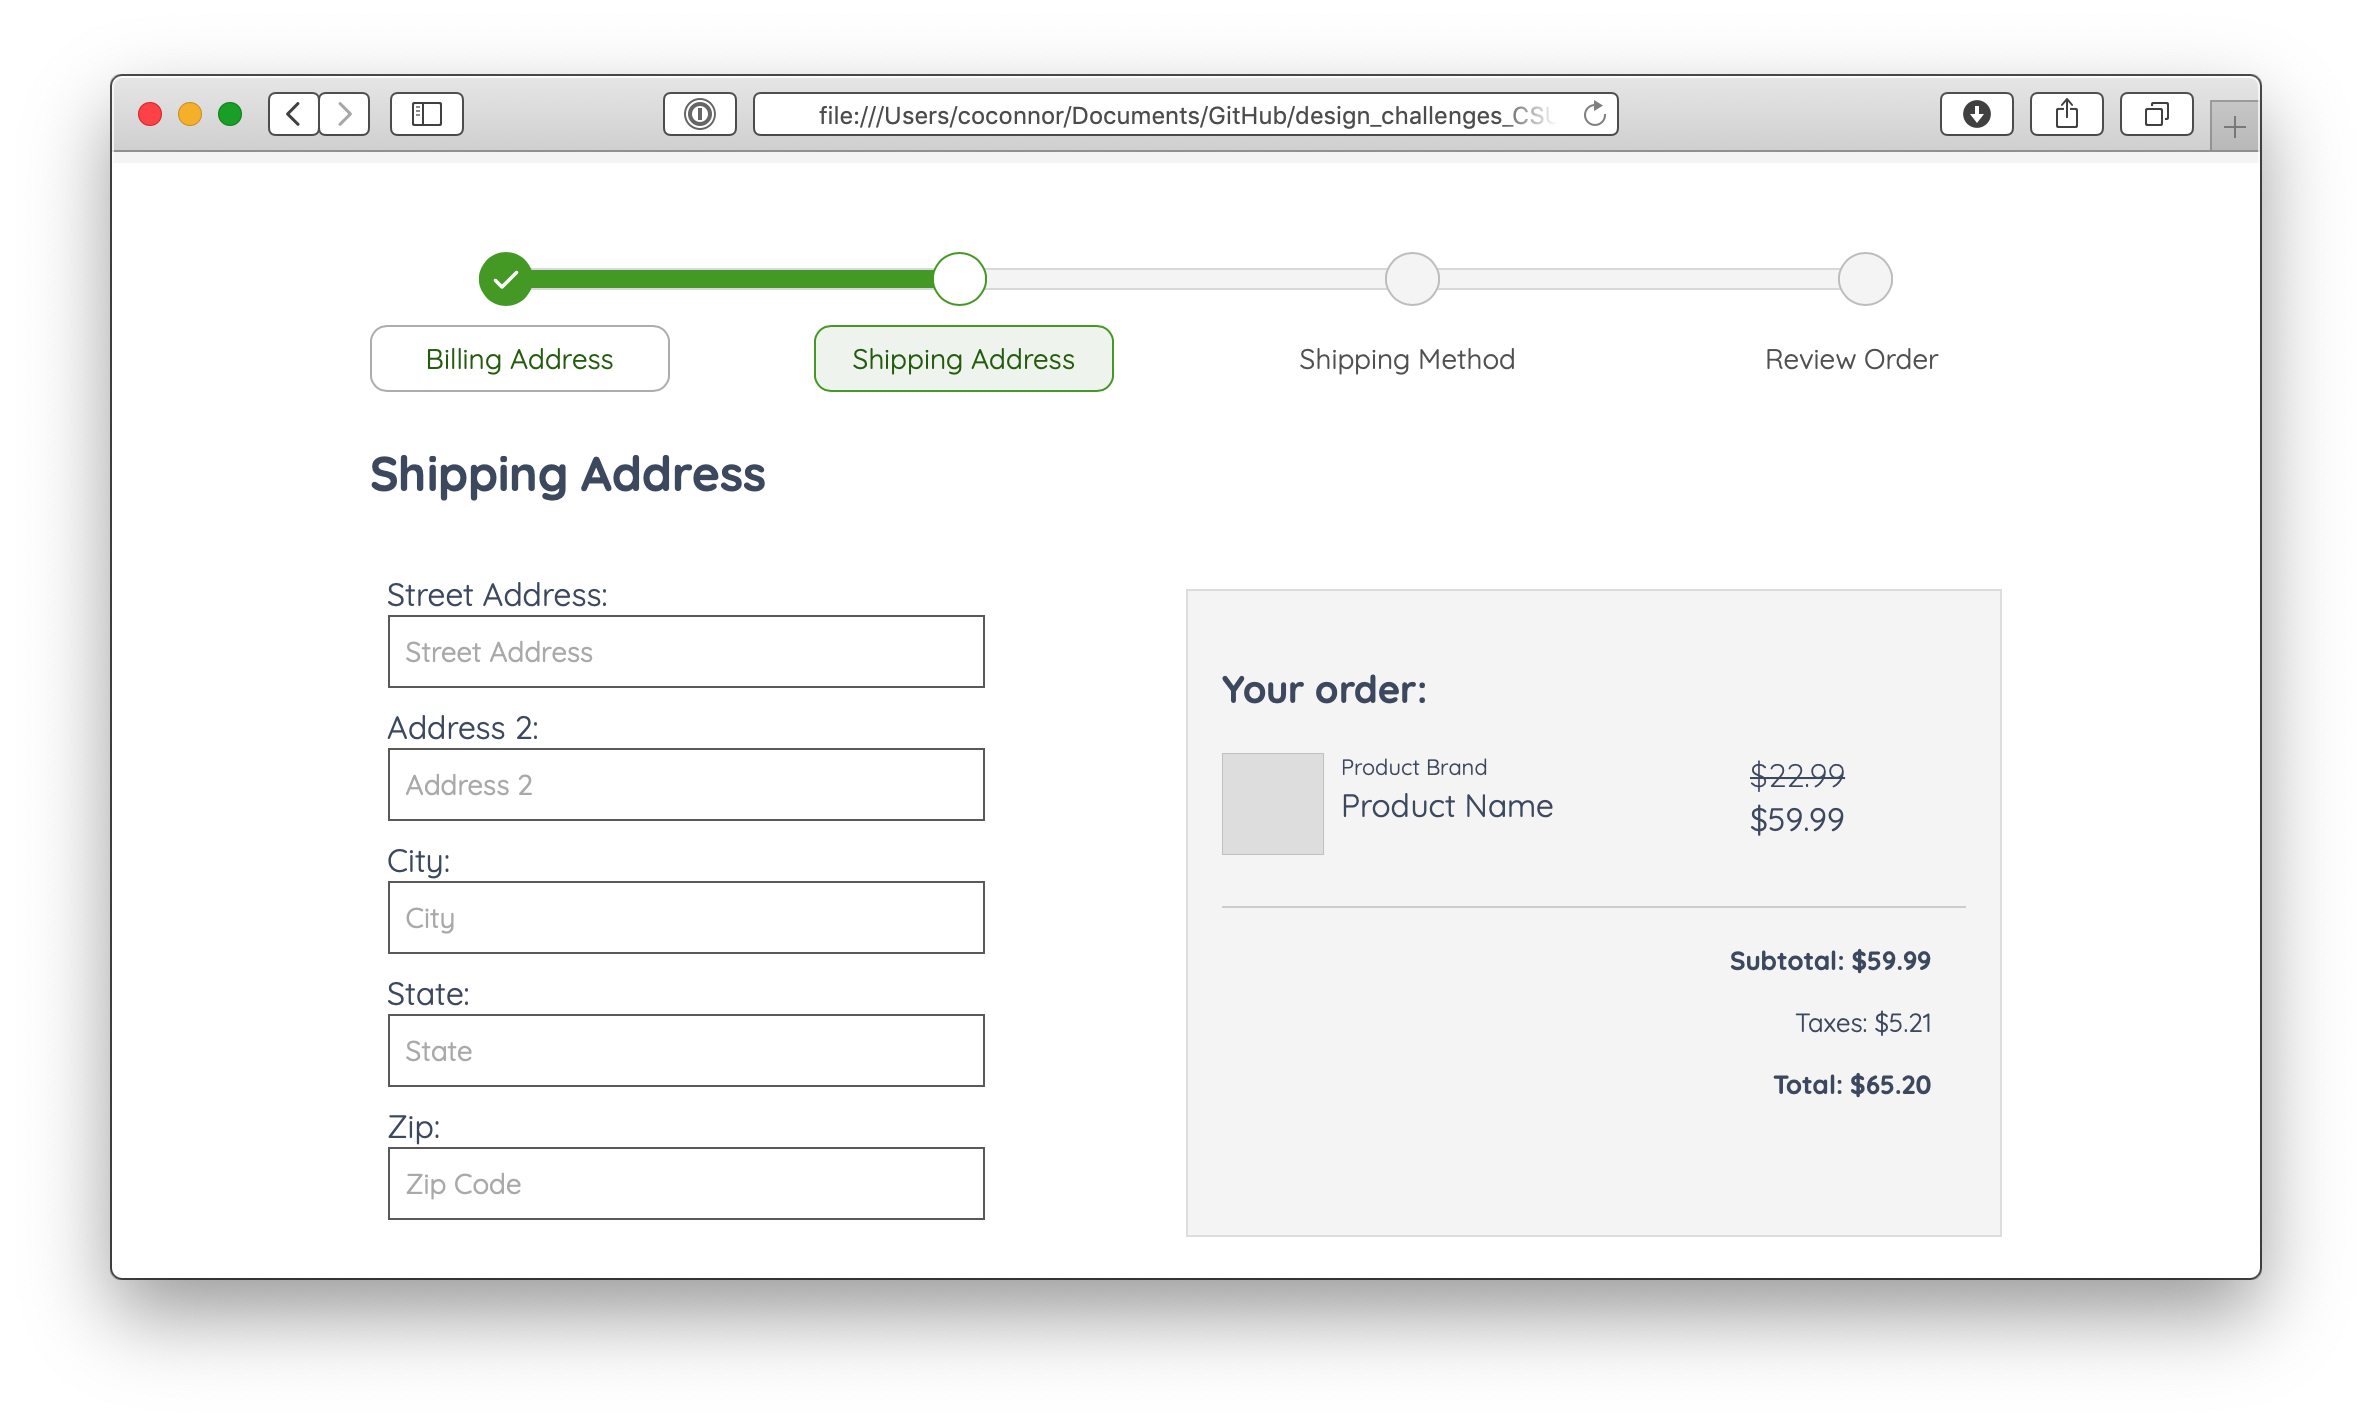 file:///Users/coconnor/Documents/GitHub/design_challenges_CSU
Billing Address
Shipping Address
Shipping Method
Review Order
Shipping Address
Street Address:
Street Address
Address 2:
Address 2
City:
City
State:
State
Zip:
Zip Code
Your order:
Product Brand
Product Name
$22.99
$59.99
Subtotal: $59.99
Taxes: $5.21
Total: $65.20